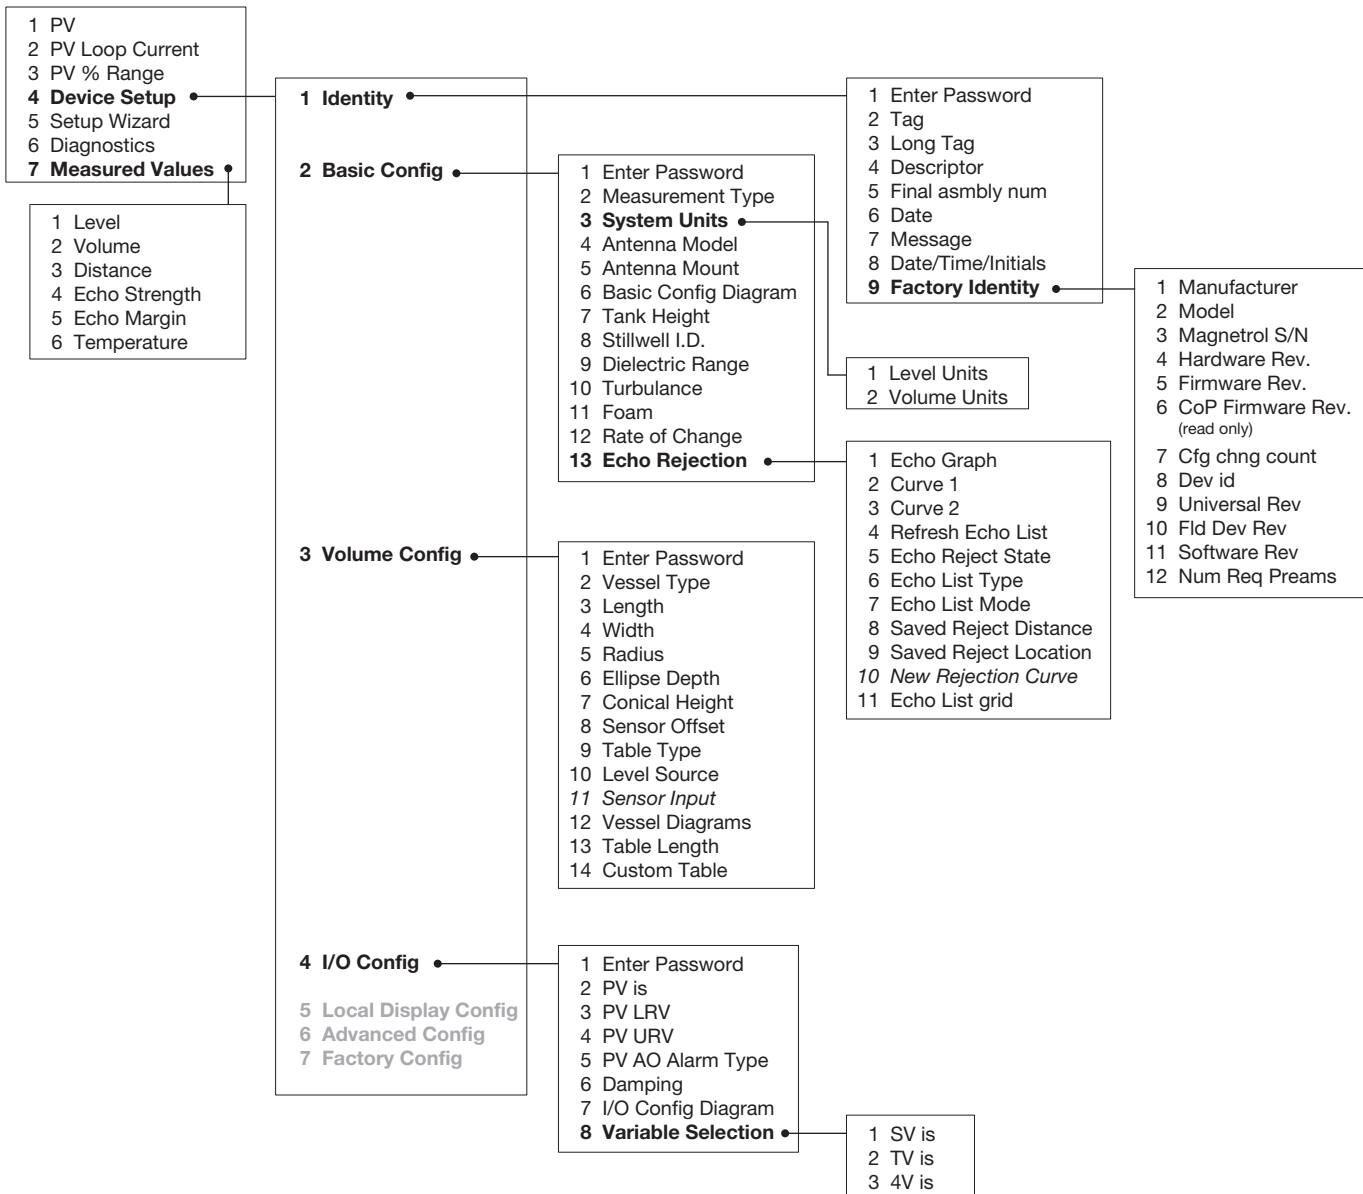 1 PV
2 PV Loop Current
3 PV % Range
4 Device Setup
5 Setup Wizard
6 Diagnostics
7 Measured Values
1 Level
2 Volume
3 Distance
4 Echo Strength
5 Echo Margin
6 Temperature
1 Identity
2 Basic Config
3 Volume Config
4 I/O Config
5 Local Display Config
6 Advanced Config
7 Factory Config
1 Enter Password
2 Tag
3 Long Tag
4 Descriptor
5 Final asmbly num
6 Date
7 Message
8 Date/Time/Initials
9 Factory Identity
1 Manufacturer
2 Model
3 Magnetrol S/N
4 Hardware Rev.
5 Firmware Rev.
6 CoP Firmware Rev.
(read only)
7 Cfg chng count
8 Dev id
9 Universal Rev
10 Fld Dev Rev
11 Software Rev
12 Num Req Preams
1 Enter Password
2 Measurement Type
3 System Units
4 Antenna Model
5 Antenna Mount
6 Basic Config Diagram
7 Tank Height
8 Stillwell I.D.
9 Dielectric Range
10 Turbulance
11 Foam
12 Rate of Change
13 Echo Rejection
1 Level Units
2 Volume Units
1 Echo Graph
2 Curve 1
3 Curve 2
4 Refresh Echo List
5 Echo Reject State
6 Echo List Type
7 Echo List Mode
8 Saved Reject Distance
9 Saved Reject Location
10 New Rejection Curve
11 Echo List grid
1 Enter Password
2 Vessel Type
3 Length
4 Width
5 Radius
6 Ellipse Depth
7 Conical Height
8 Sensor Offset
9 Table Type
10 Level Source
11 Sensor Input
12 Vessel Diagrams
13 Table Length
14 Custom Table
1 Enter Password
2 PV is
3 PV LRV
4 PV URV
5 PV AO Alarm Type
6 Damping
7 I/O Config Diagram
8 Variable Selection
1 SV is
2 TV is
3 4V is